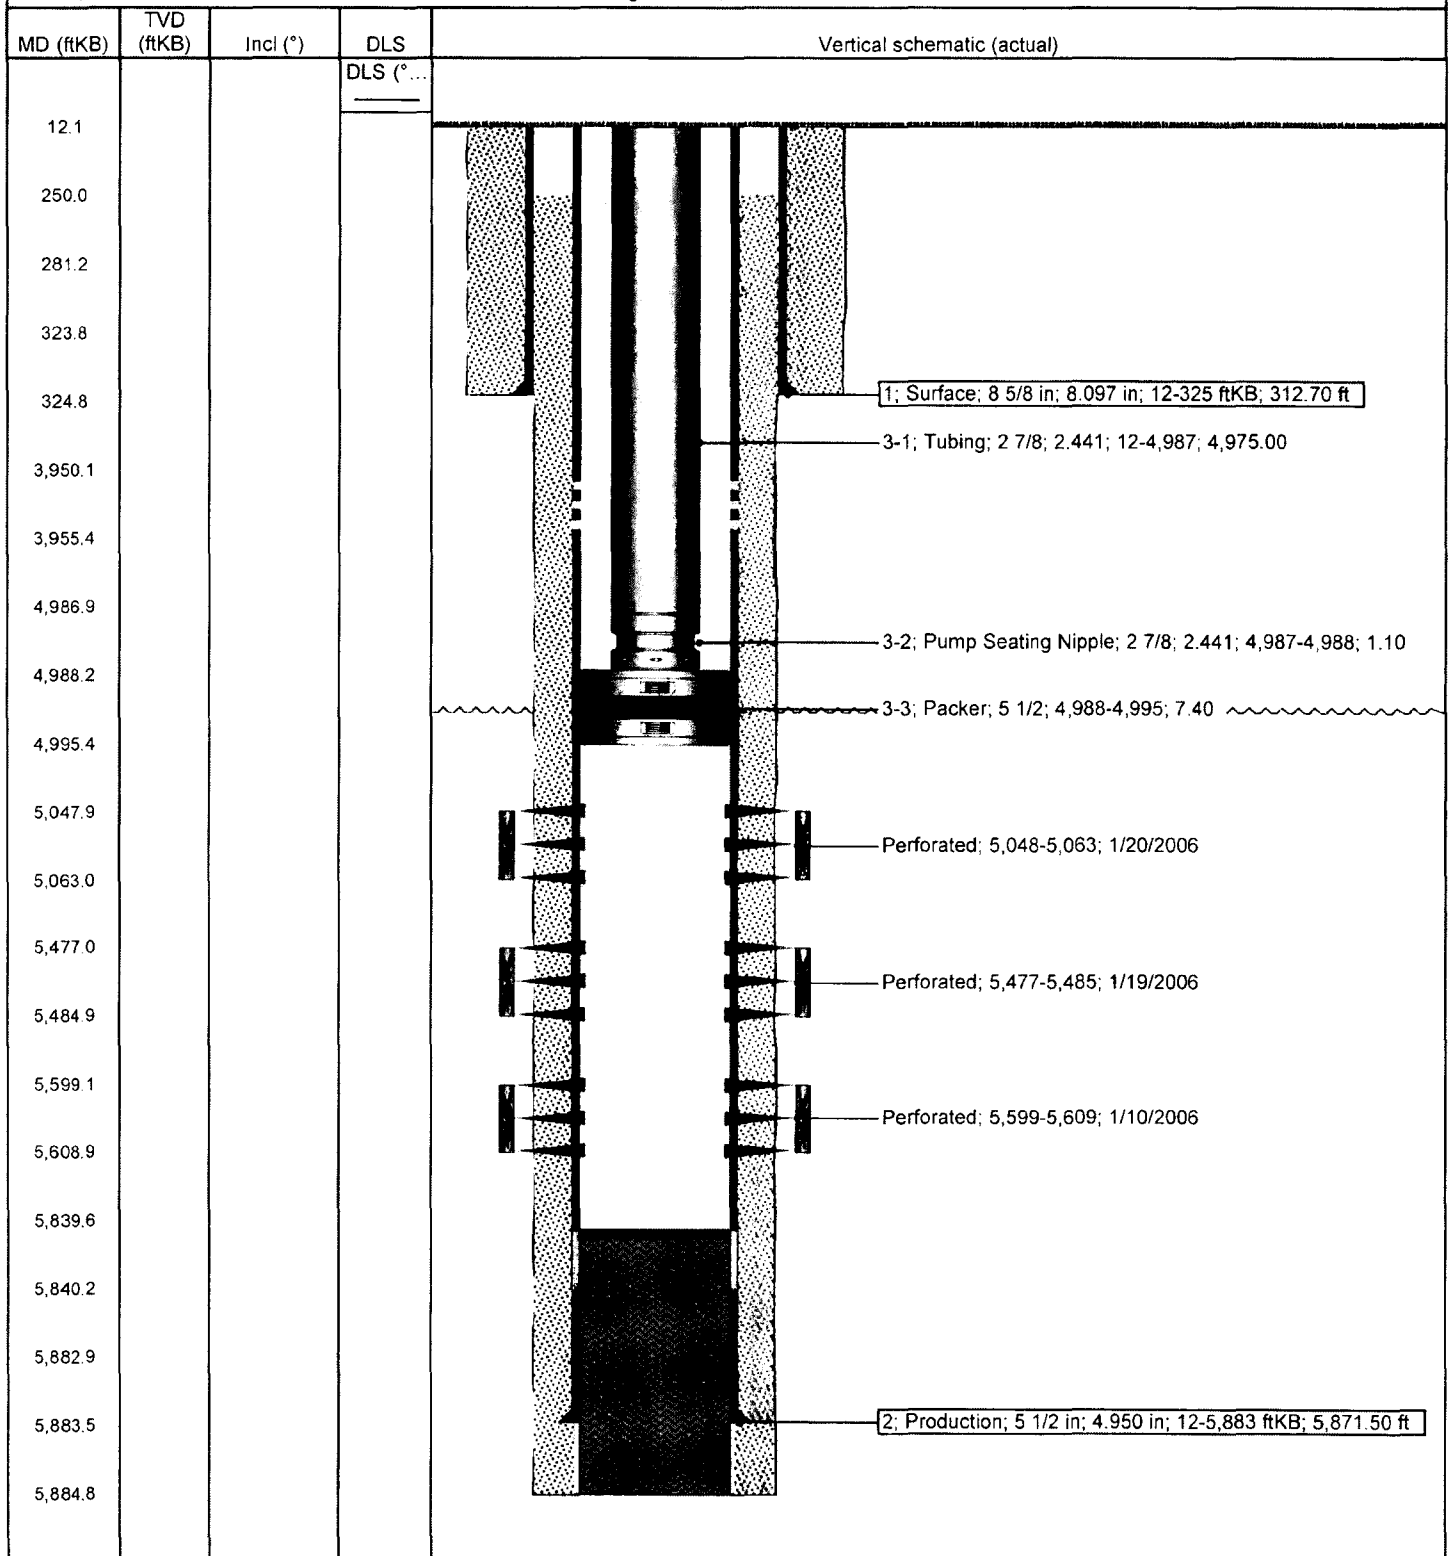 MD (ftKB)
TVD (ftKB)
Incl (°)
DLS
Vertical schematic (actual)
DLS (°...
12.1
250.0
281.2
323.8
324.8
1; Surface; 8 5/8 in; 8.097 in; 12-325 ftKB; 312.70 ft
3-1; Tubing; 2 7/8; 2.441; 12-4,987; 4,975.00
3,950.1
3,955.4
4,986.9
3-2; Pump Seating Nipple; 2 7/8; 2.441; 4,987-4,988; 1.10
4,988.2
3-3; Packer; 5 1/2; 4,988-4,995; 7.40
4,995.4
5,047.9
Perforated; 5,048-5,063; 1/20/2006
5,063.0
5,477.0
Perforated; 5,477-5,485; 1/19/2006
5,484.9
5,599.1
Perforated; 5,599-5,609; 1/10/2006
5,608.9
5,839.6
5,840.2
5,882.9
5,883.5
2; Production; 5 1/2 in; 4.950 in; 12-5,883 ftKB; 5,871.50 ft
5,884.8